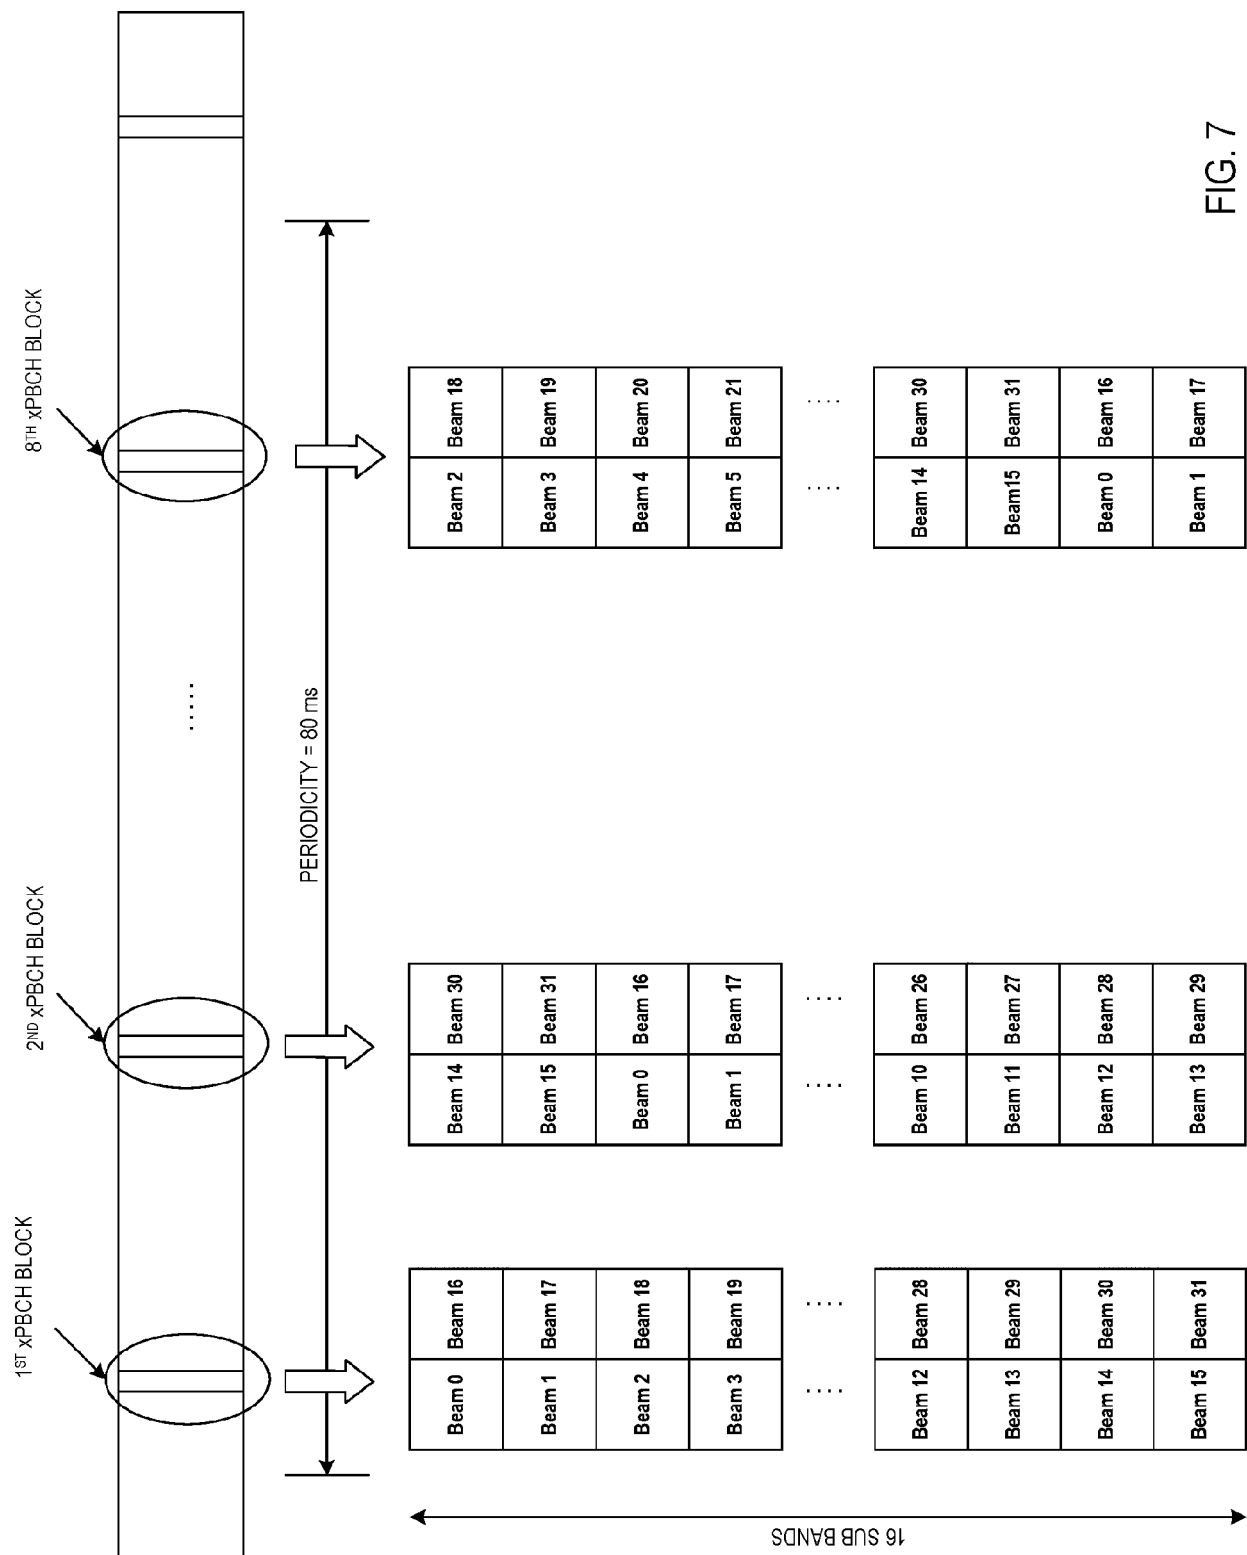 1ST xPBCH BLOCK
2ND xPBCH BLOCK
8TH xPBCH BLOCK
.....
PERIODICITY = 80 ms
16 SUB BANDS
Beam 0 Beam 16
Beam 1 Beam 17
Beam 2 Beam 18
Beam 3 Beam 19
.... ....
Beam 12 Beam 28
Beam 13 Beam 29
Beam 14 Beam 30
Beam 15 Beam 31
Beam 14 Beam 30
Beam 15 Beam 31
Beam 0 Beam 16
Beam 1 Beam 17
.... ....
Beam 10 Beam 26
Beam 11 Beam 27
Beam 12 Beam 28
Beam 13 Beam 29
Beam 2 Beam 18
Beam 3 Beam 19
Beam 4 Beam 20
Beam 5 Beam 21
.... ....
Beam 14 Beam 30
Beam15 Beam 31
Beam 0 Beam 16
Beam 1 Beam 17
FIG. 7